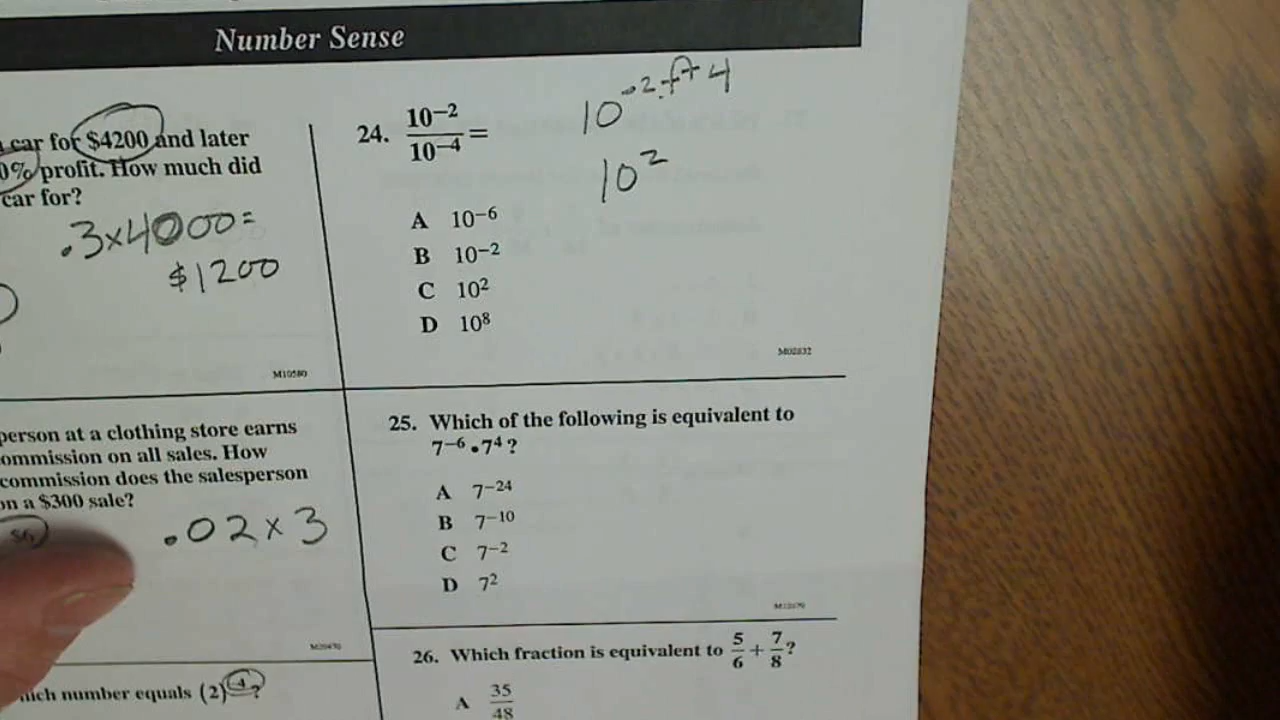 Number Sense
car for $4200 and later
0% profit. How much did
car for?
.3×4000=
$1200
M10580
24. 10⁻²/10⁻⁴ =
10⁻²⁺⁺4
10²
A 10⁻⁶
B 10⁻²
C 10²
D 10⁸
M02832
person at a clothing store earns
ommission on all sales. How
commission does the salesperson
on a $300 sale?
.02×3
25. Which of the following is equivalent to
7⁻⁶•7⁴?
A 7⁻²⁴
B 7⁻¹⁰
C 7⁻²
D 7²
26. Which fraction is equivalent to 5/6+7/8?
A 35/48
hich number equals (2)⁻⁴?